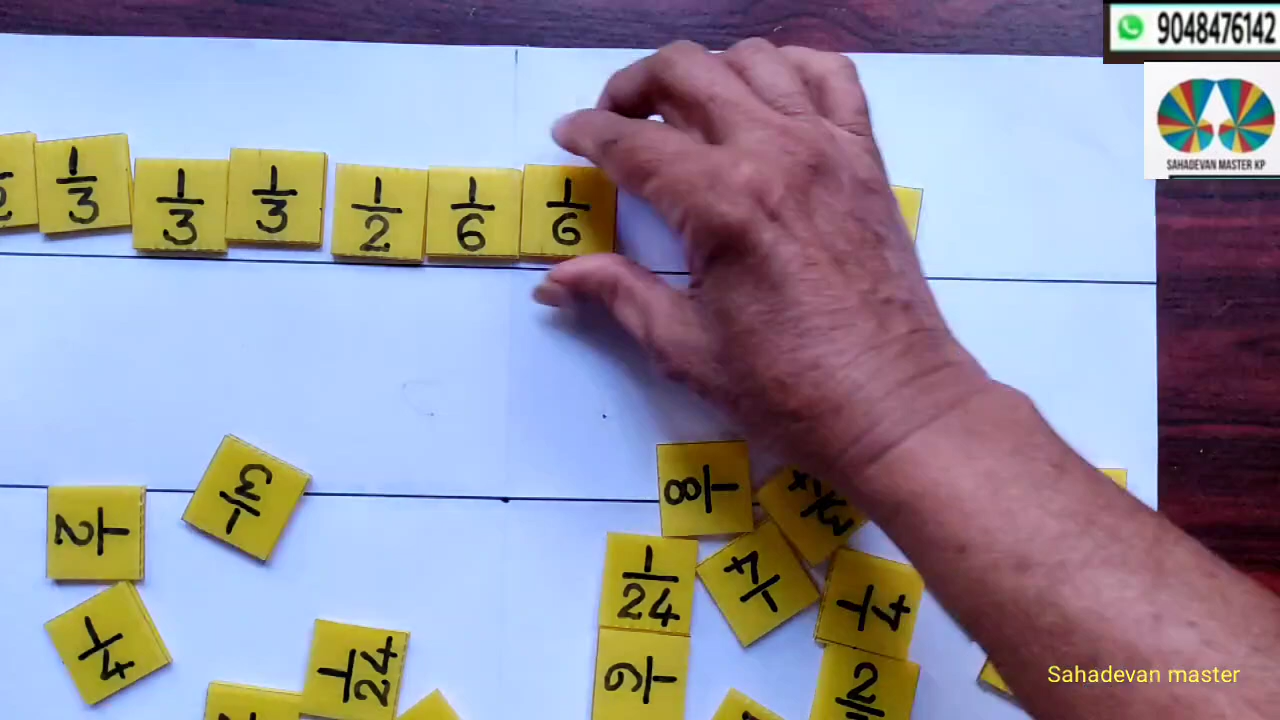 9048476142
SAHADEVAN MASTER KP
1/3 1/3 1/3 1/2 1/6 1/6
1/2 1/3 1/8
1/24 1/4 1/4
1/4 1/24 1/6
2
Sahadevan master